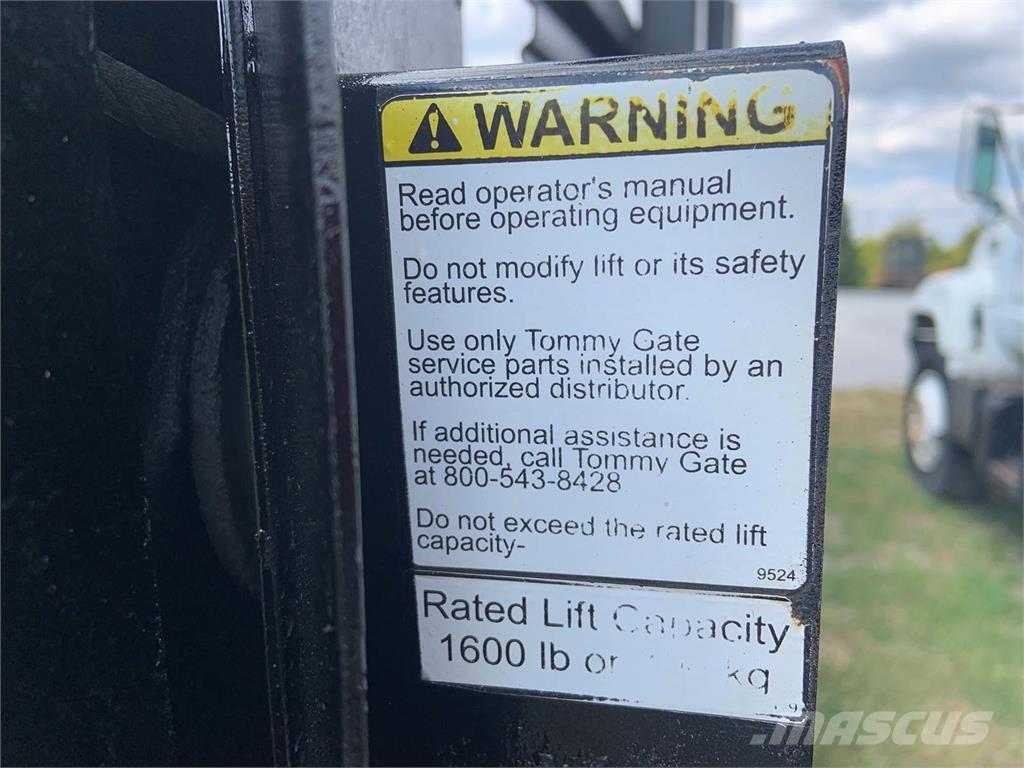 WARNING
Read operator's manual
before operating equipment.
Do not modify lift or its safety
features.
Use only Tommy Gate
service parts installed by an
authorized distributor.
If additional assistance is
needed, call Tommy Gate
at 800-543-8428
Do not exceed the rated lift
capacity-
9524
Rated Lift Capacity
1600 lb or kg
MASCUS